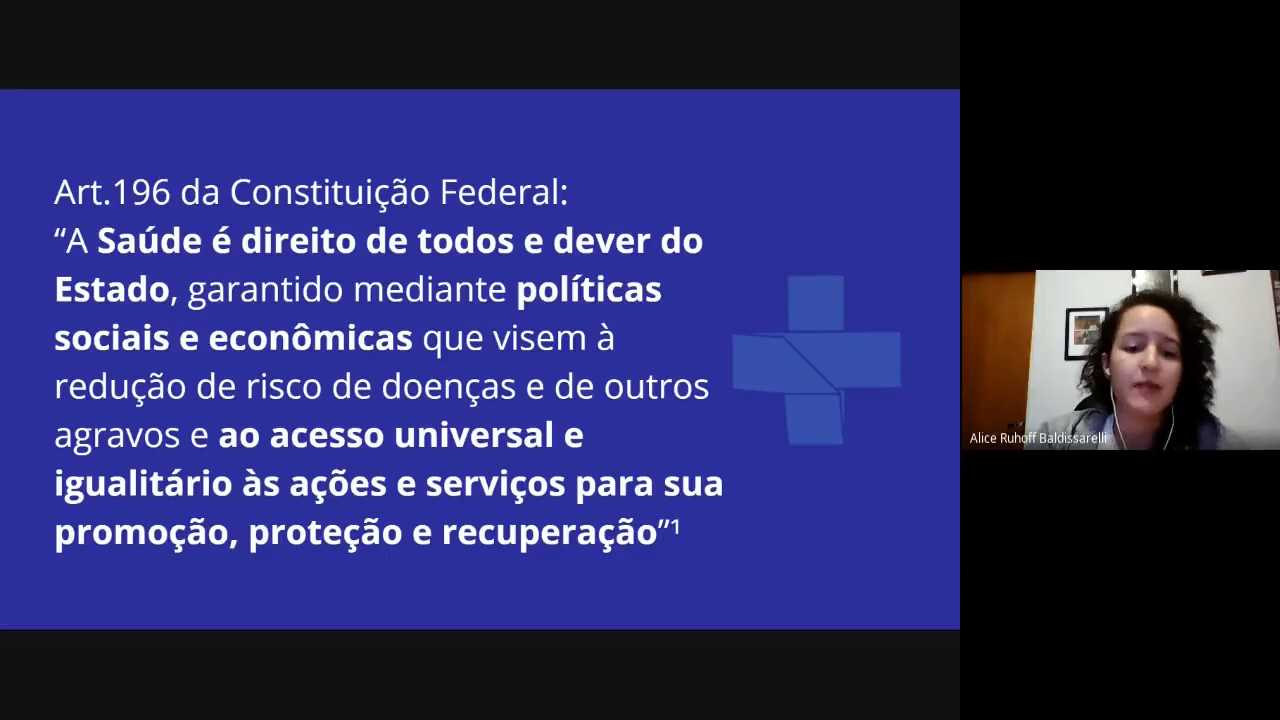 Art.196 da Constituição Federal:
“A Saúde é direito de todos e dever do
Estado, garantido mediante políticas
sociais e econômicas que visem à
redução de risco de doenças e de outros
agravos e ao acesso universal e
igualitário às ações e serviços para sua
promoção, proteção e recuperação”¹
Alice Ruhoff Baldissarelli